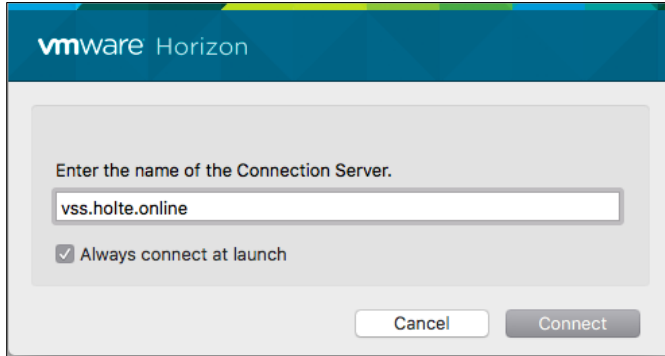 vmware Horizon
Enter the name of the Connection Server.
vss.holte.online
Always connect at launch
Cancel Connect